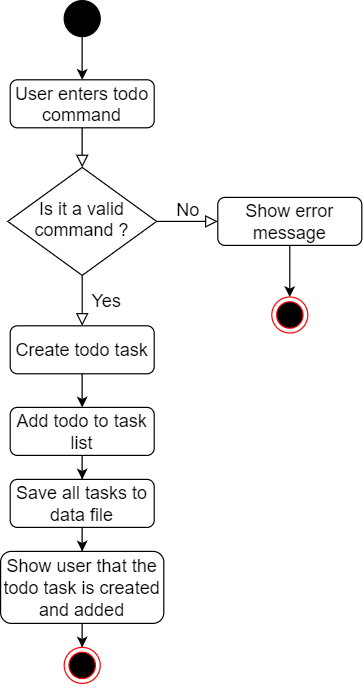 User enters todo
command
Is it a valid
command ?
No
Show error
message
Yes
Create todo task
Add todo to task
list
Save all tasks to
data file
Show user that the
todo task is created
and added